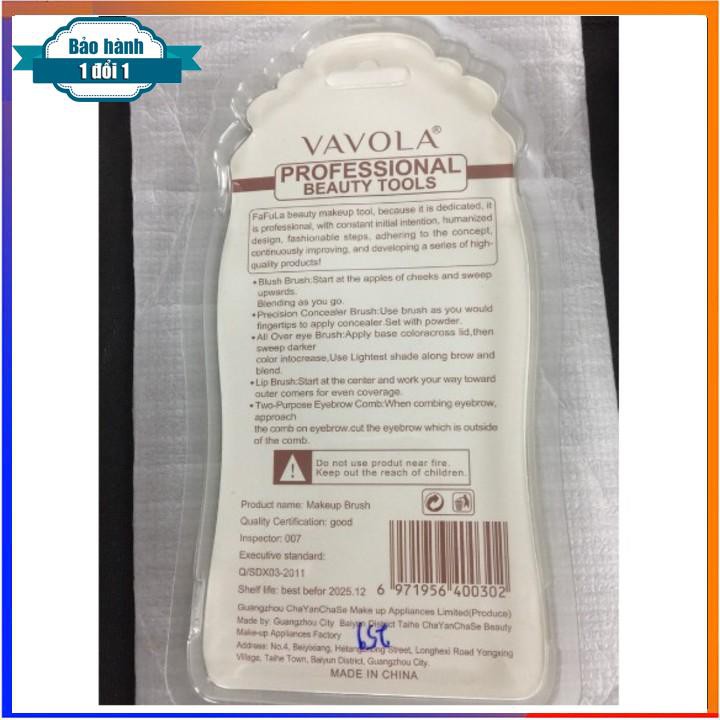 Bảo hành
1 đổi 1
VAVOLA®
PROFESSIONAL
BEAUTY TOOLS
FaFuLa beauty makeup tool, because it is dedicated, it
is professional, with constant initial intention, humanized
design, fashionable steps, adhering to the concept,
continuously improving, and developing a series of high-
quality products!
•Blush Brush:Start at the apples of cheeks and sweep
upwards.
Blending as you go.
•Precision Concealer Brush:Use brush as you would
fingertips to apply concealer.Set with powder.
•All Over eye Brush:Apply base coloracross lid,then
sweep darker
color intocrease,Use Lightest shade along brow and
blend.
•Lip Brush:Start at the center and work your way toward
outer corners for even coverage.
•Two-Purpose Eyebrow Comb:When combing eyebrow,
approach
the comb on eyebrow.cut the eyebrow which is outside
of the comb.
Do not use produt near fire.
Keep out the reach of children.
Product name: Makeup Brush
Quality Certification: good
Inspector: 007
Executive standard:
Q/SDX03-2011
Shelf life: best befor 2025.12
6 971956 400302
Guangzhou ChaYanChaSe Make up Appliances Limited(Produce)
Made by: Guangzhou City Baiyun District Taihe ChaYanChaSe Beauty
Make-up Appliances Factory
Address: No.4, Beiyixiang, Street, Longhexi Road Yongxing
Village, Taihe Town, Baiyun District, Guangzhou City.
MADE IN CHINA